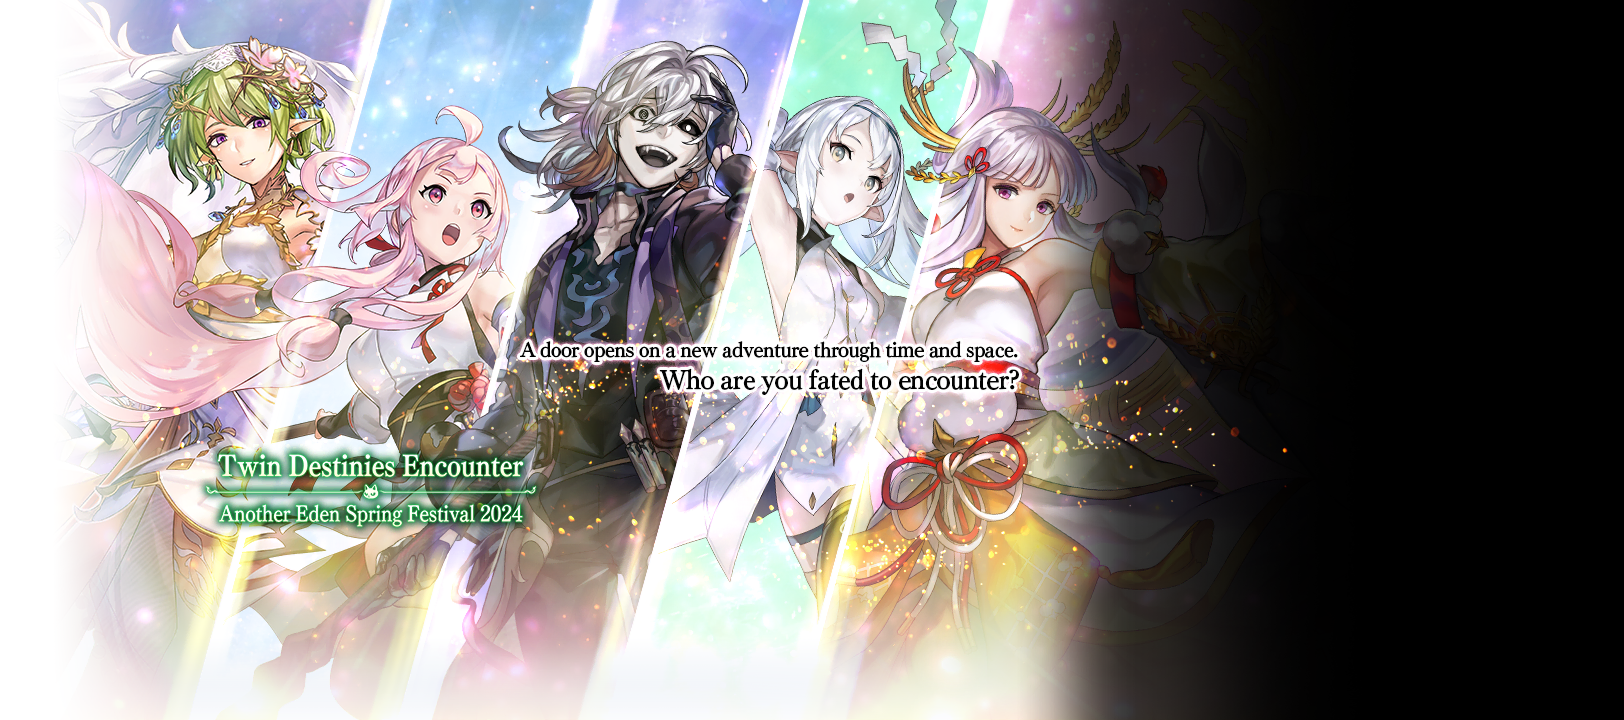 A door opens on a new adventure through time and space.
Who are you fated to encounter?
Twin Destinies Encounter
Another Eden Spring Festival 2024